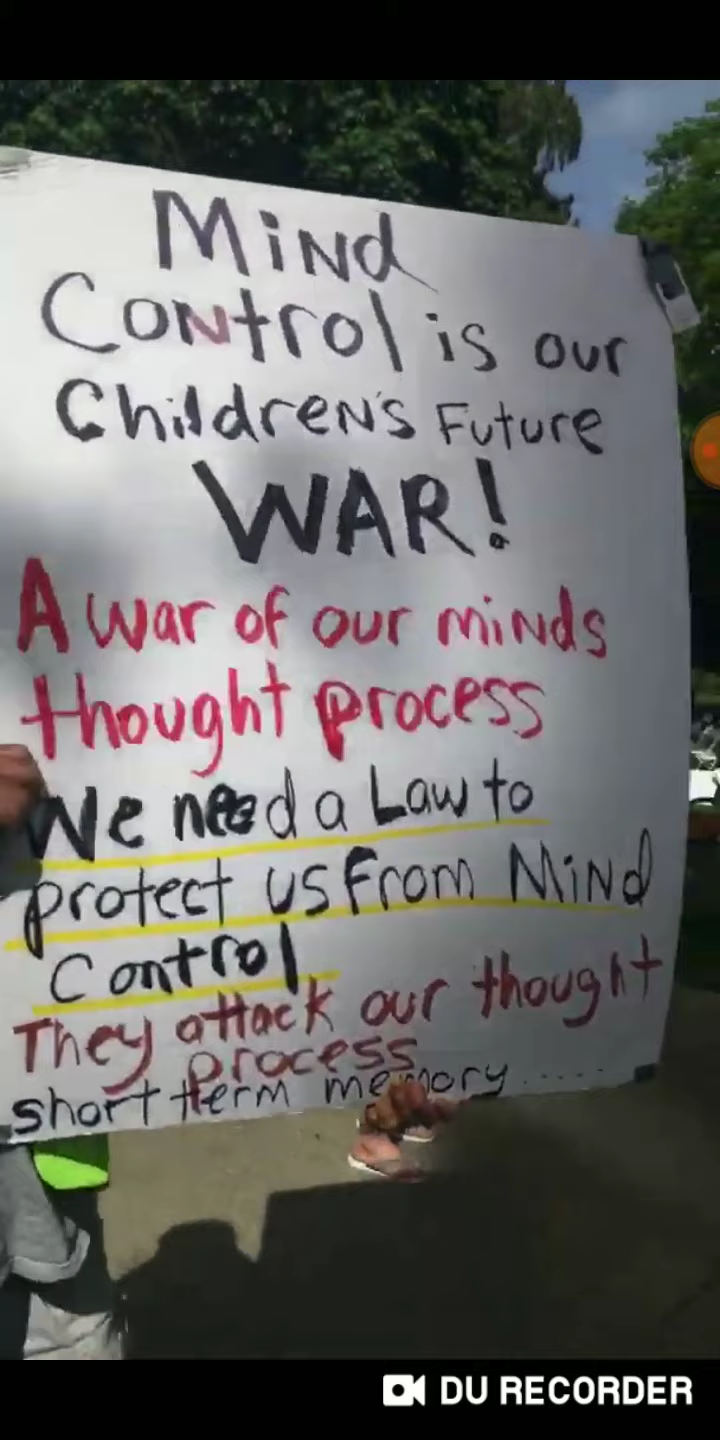 Mind
Control is our
Children's Future
WAR!
A war of our minds
thought process
We need a Law to
protect us From Mind
Control
They attack our thought
process
short term memory.....
DU RECORDER